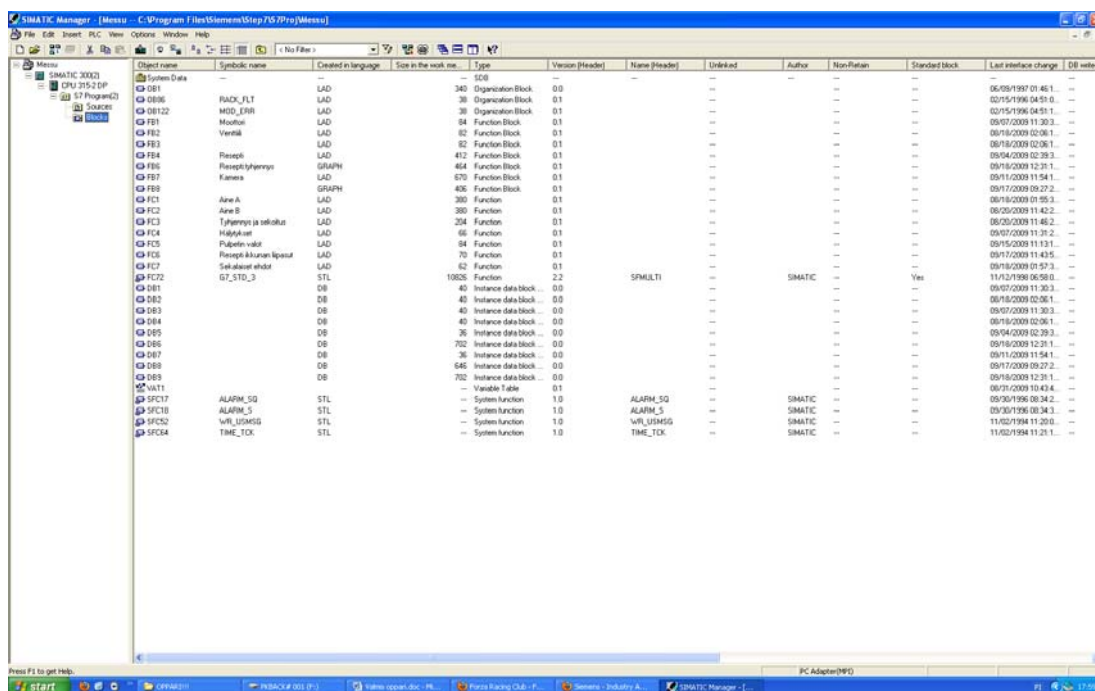 SIMATIC Manager - [Messu -- C:\Program Files\Siemens\Step7\S7Proj\Messu]
File Edit Insert PLC View Options Window Help
< No Filter >
Messu
SIMATIC 300(2)
CPU 315-2 DP
S7 Program(2)
Sources
Blocks
Object name Symbolic name Created in language Size in the work me... Type Version (Header) Name (Header) Unlinked Author Non-Retain Standard block Last interface change DB write
System Data --- --- --- SDB --- --- --- --- --- --- ---
OB1 LAD 340 Organization Block 0.0 --- --- --- 06/09/1997 01:46:1... ---
OB86 RACK_FLT LAD 38 Organization Block 0.1 --- --- --- 02/15/1996 04:51:0... ---
OB122 MOD_ERR LAD 38 Organization Block 0.1 --- --- --- 02/15/1996 04:51:1... ---
FB1 Moottori LAD 84 Function Block 0.1 --- --- --- 09/07/2009 11:30:3... ---
FB2 Venttiili LAD 82 Function Block 0.1 --- --- --- 08/18/2009 02:06:1... ---
FB3 LAD 82 Function Block 0.1 --- --- --- 08/18/2009 02:06:1... ---
FB4 Resepti LAD 412 Function Block 0.1 --- --- --- 09/04/2009 02:39:3... ---
FB6 Resepti tyhjennys GRAPH 464 Function Block 0.1 --- --- --- 09/18/2009 12:31:1... ---
FB7 Kamera LAD 670 Function Block 0.1 --- --- --- 09/11/2009 11:54:1... ---
FB8 GRAPH 406 Function Block 0.1 --- --- --- 09/17/2009 09:27:2... ---
FC1 Aine A LAD 380 Function 0.1 --- --- --- 08/18/2009 01:55:3... ---
FC2 Aine B LAD 380 Function 0.1 --- --- --- 08/20/2009 11:42:2... ---
FC3 Tyhjennys ja sekoitus LAD 204 Function 0.1 --- --- --- 08/20/2009 11:46:2... ---
FC4 Hälytykset LAD 66 Function 0.1 --- --- --- 09/07/2009 11:31:2... ---
FC5 Pulpetin valot LAD 84 Function 0.1 --- --- --- 09/15/2009 11:13:1... ---
FC6 Resepti ikkunan liipasut LAD 70 Function 0.1 --- --- --- 09/17/2009 11:43:5... ---
FC7 Sekalaiset ehdot LAD 62 Function 0.1 --- --- --- 09/18/2009 01:57:3... ---
FC72 G7_STD_3 STL 10826 Function 2.2 SFMULTI --- SIMATIC --- Yes 11/12/1998 06:58:0... ---
DB1 DB 40 Instance data block ... 0.0 --- --- --- 09/07/2009 11:30:3... ---
DB2 DB 40 Instance data block ... 0.0 --- --- --- 08/18/2009 02:06:1... ---
DB3 DB 40 Instance data block ... 0.0 --- --- --- 09/07/2009 11:30:3... ---
DB4 DB 40 Instance data block ... 0.0 --- --- --- 08/18/2009 02:06:1... ---
DB5 DB 36 Instance data block ... 0.0 --- --- --- 09/04/2009 02:39:3... ---
DB6 DB 702 Instance data block ... 0.0 --- --- --- 09/18/2009 12:31:1... ---
DB7 DB 36 Instance data block ... 0.0 --- --- --- 09/11/2009 11:54:1... ---
DB8 DB 646 Instance data block ... 0.0 --- --- --- 09/17/2009 09:27:2... ---
DB9 DB 702 Instance data block ... 0.0 --- --- --- 09/18/2009 12:31:1... ---
VAT1 --- Variable Table 0.1 --- --- --- 08/31/2009 10:43:4... ---
SFC17 ALARM_SQ STL --- System function 1.0 ALARM_SQ --- SIMATIC --- --- 09/30/1996 08:34:2... ---
SFC18 ALARM_S STL --- System function 1.0 ALARM_S --- SIMATIC --- --- 09/30/1996 08:34:3... ---
SFC52 WR_USMSG STL --- System function 1.0 WR_USMSG --- SIMATIC --- --- 11/02/1994 11:20:0... ---
SFC64 TIME_TCK STL --- System function 1.0 TIME_TCK --- SIMATIC --- --- 11/02/1994 11:21:1... ---
Press F1 to get Help.
PC Adapter(MPI)
start
OPPARI!!!
PKBACK# 001 (F:)
Valmis oppari.doc - Mi...
Forza Racing Club - F...
Siemens - Industry A...
SIMATIC Manager - [...
FI